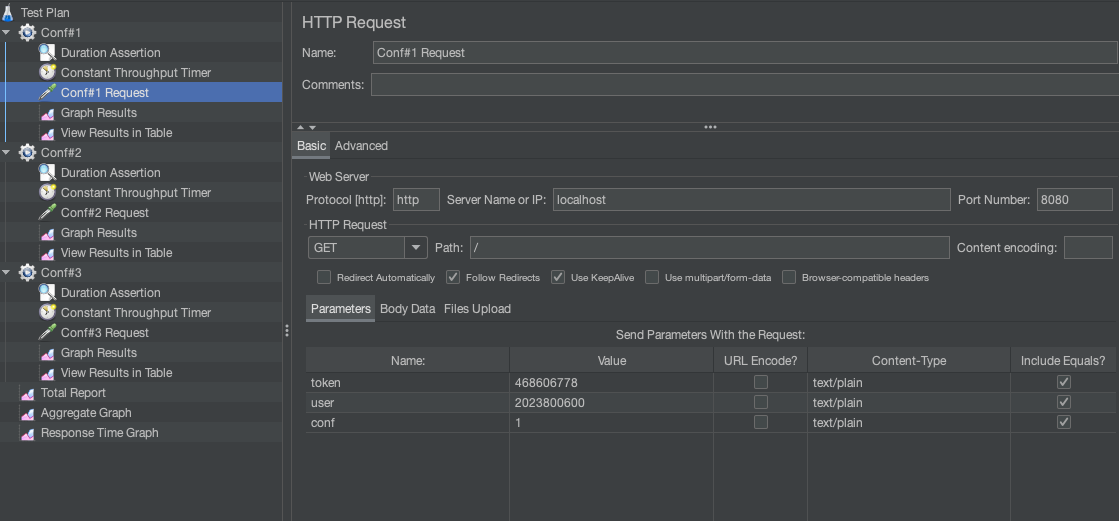 Test Plan
Conf#1
Duration Assertion
Constant Throughput Timer
Conf#1 Request
Graph Results
View Results in Table
Conf#2
Duration Assertion
Constant Throughput Timer
Conf#2 Request
Graph Results
View Results in Table
Conf#3
Duration Assertion
Constant Throughput Timer
Conf#3 Request
Graph Results
View Results in Table
Total Report
Aggregate Graph
Response Time Graph
HTTP Request
Name: Conf#1 Request
Comments:
Basic Advanced
Web Server
Protocol [http]: http Server Name or IP: localhost Port Number: 8080
HTTP Request
GET Path: / Content encoding:
Redirect Automatically Follow Redirects Use KeepAlive Use multipart/form-data Browser-compatible headers
Parameters Body Data Files Upload
Send Parameters With the Request:
Name: Value URL Encode? Content-Type Include Equals?
token 468606778 text/plain
user 2023800600 text/plain
conf 1 text/plain